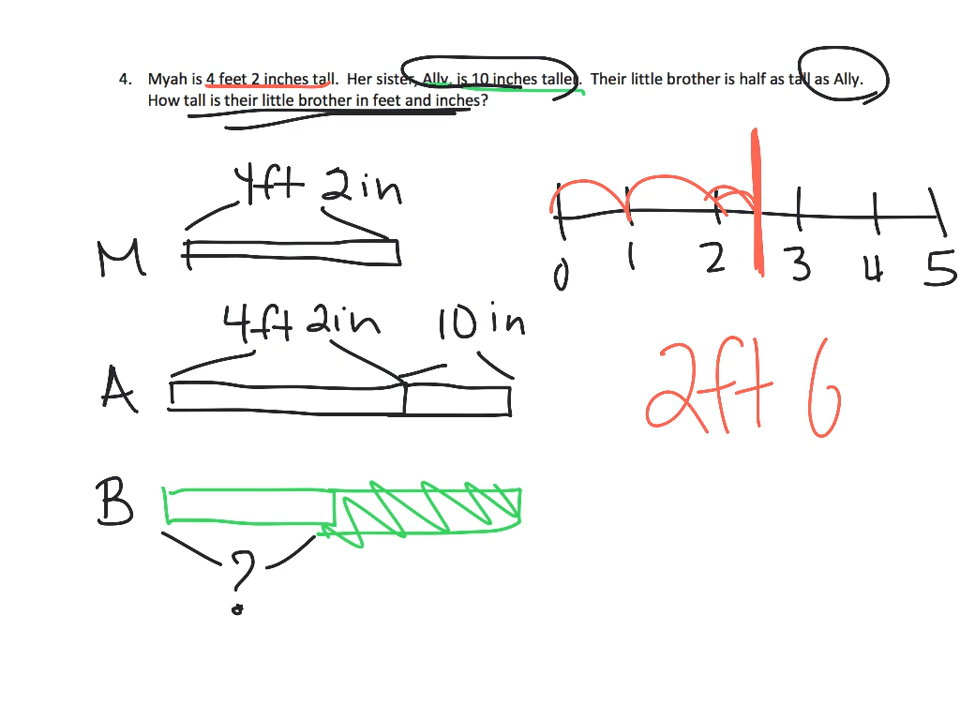 4. Myah is 4 feet 2 inches tall. Her sister, Ally, is 10 inches taller. Their little brother is half as tall as Ally.
How tall is their little brother in feet and inches?
4ft 2in
M
0 1 2 3 4 5
4ft 2in 10 in
A
2ft 6
B
?